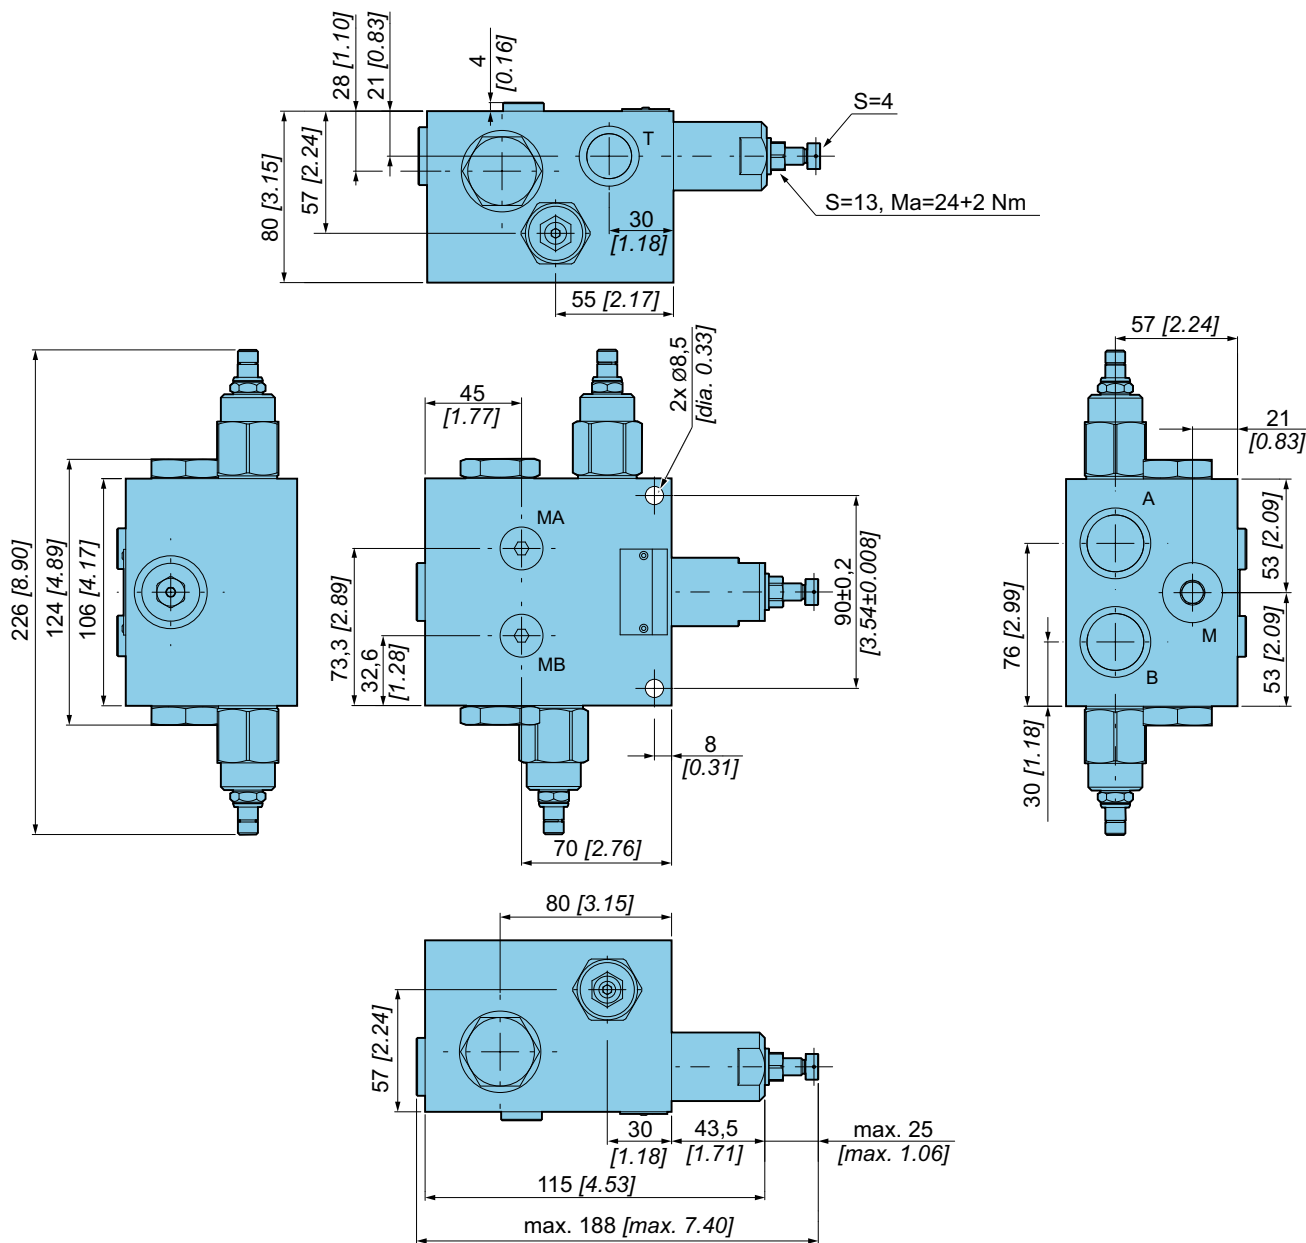 28 [1.10]
21 [0.83]
4
[0.16]
80 [3.15]
57 [2.24]
T
S=4
S=13, Ma=24+2 Nm
30
[1.18]
55 [2.17]
226 [8.90]
124 [4.89]
106 [4.17]
45
[1.77]
2x Ø8,5
[dia. 0.33]
MA
MB
73,3 [2.89]
32,6
[1.28]
90±0.2
[3.54±0.008]
8
[0.31]
70 [2.76]
57 [2.24]
21
[0.83]
A
B
M
53 [2.09]
53 [2.09]
76 [2.99]
30 [1.18]
80 [3.15]
57 [2.24]
30
[1.18]
43,5
[1.71]
max. 25
[max. 1.06]
115 [4.53]
max. 188 [max. 7.40]